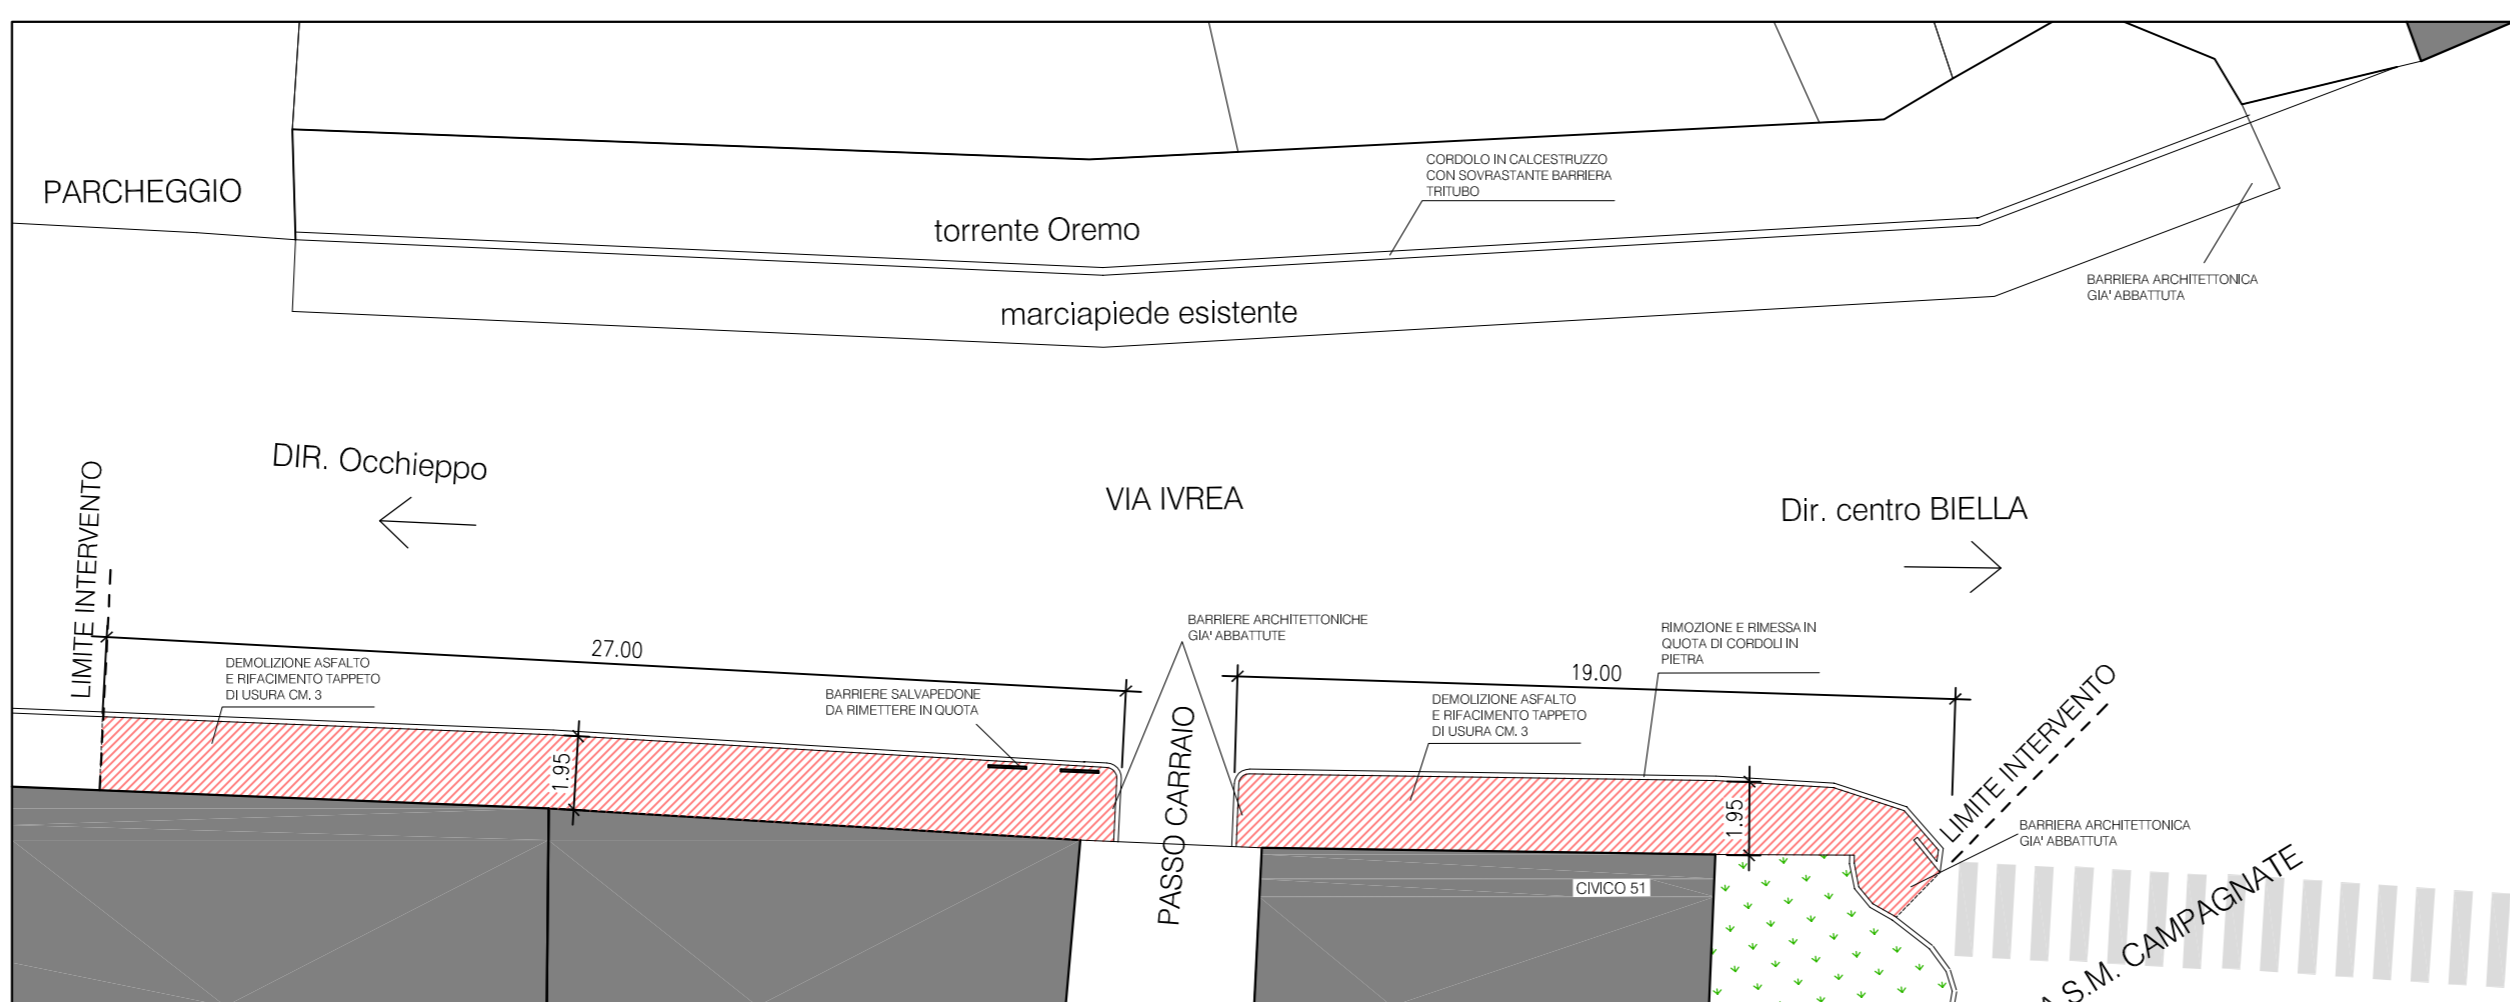 CORDOLO IN CALCESTRUZZO
CON SOVRASTANTE BARRIERA
TRITUBO
PARCHEGGIO
torrente Oremo
marciapiede esistente
BARRIERA ARCHITETTONICA
GIA' ABBATTUTA
DIR. Occhieppo
VIA IVREA
Dir. centro BIELLA
LIMITE INTERVENTO
27.00
DEMOLIZIONE ASFALTO
E RIFACIMENTO TAPPETO
DI USURA CM. 3
BARRIERE SALVAPEDONE
DA RIMETTERE IN QUOTA
BARRIERE ARCHITETTONICHE
GIA' ABBATTUTE
RIMOZIONE E RIMESSA IN
QUOTA DI CORDOLI IN
PIETRA
19.00
DEMOLIZIONE ASFALTO
E RIFACIMENTO TAPPETO
DI USURA CM. 3
LIMITE INTERVENTO
1.95
PASSO CARRAIO
1.95
BARRIERA ARCHITETTONICA
GIA' ABBATTUTA
CIVICO 51
A S.M. CAMPAGNATE